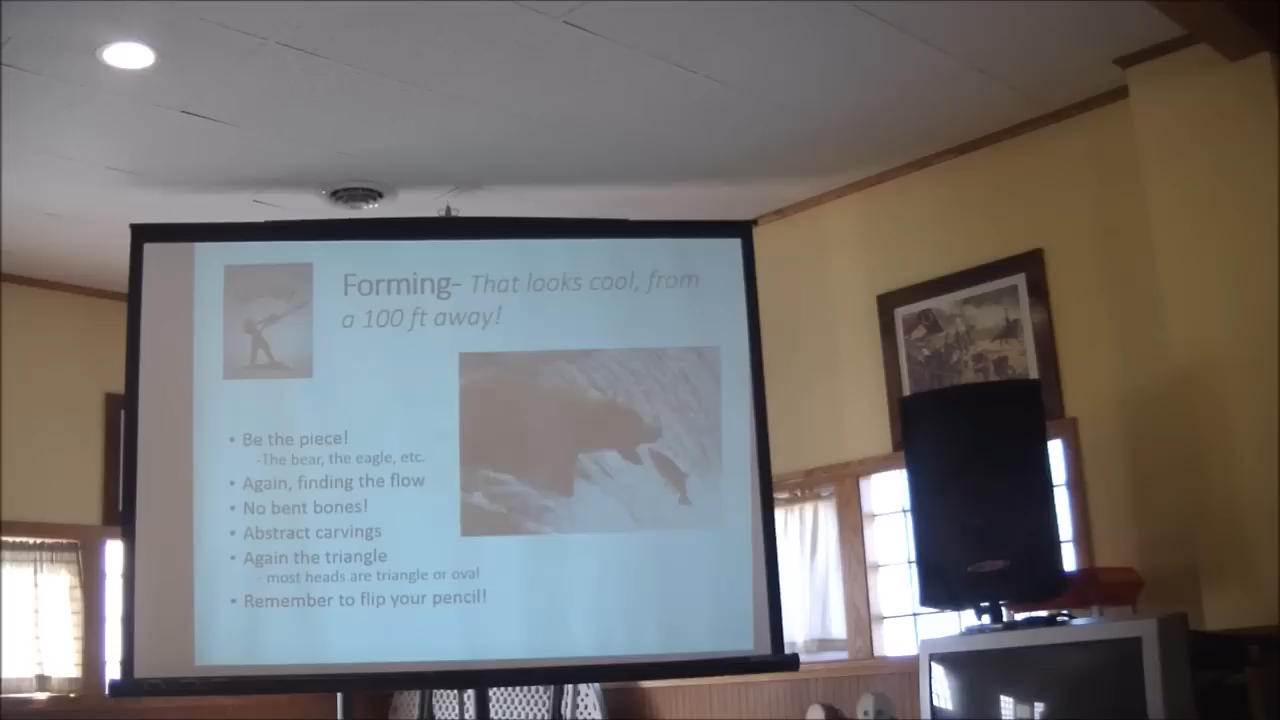 Forming- That looks cool, from
a 100 ft away!
• Be the piece!
-The bear, the eagle, etc.
• Again, finding the flow
• No bent bones!
• Abstract carvings
• Again the triangle
- most heads are triangle or oval
• Remember to flip your pencil!